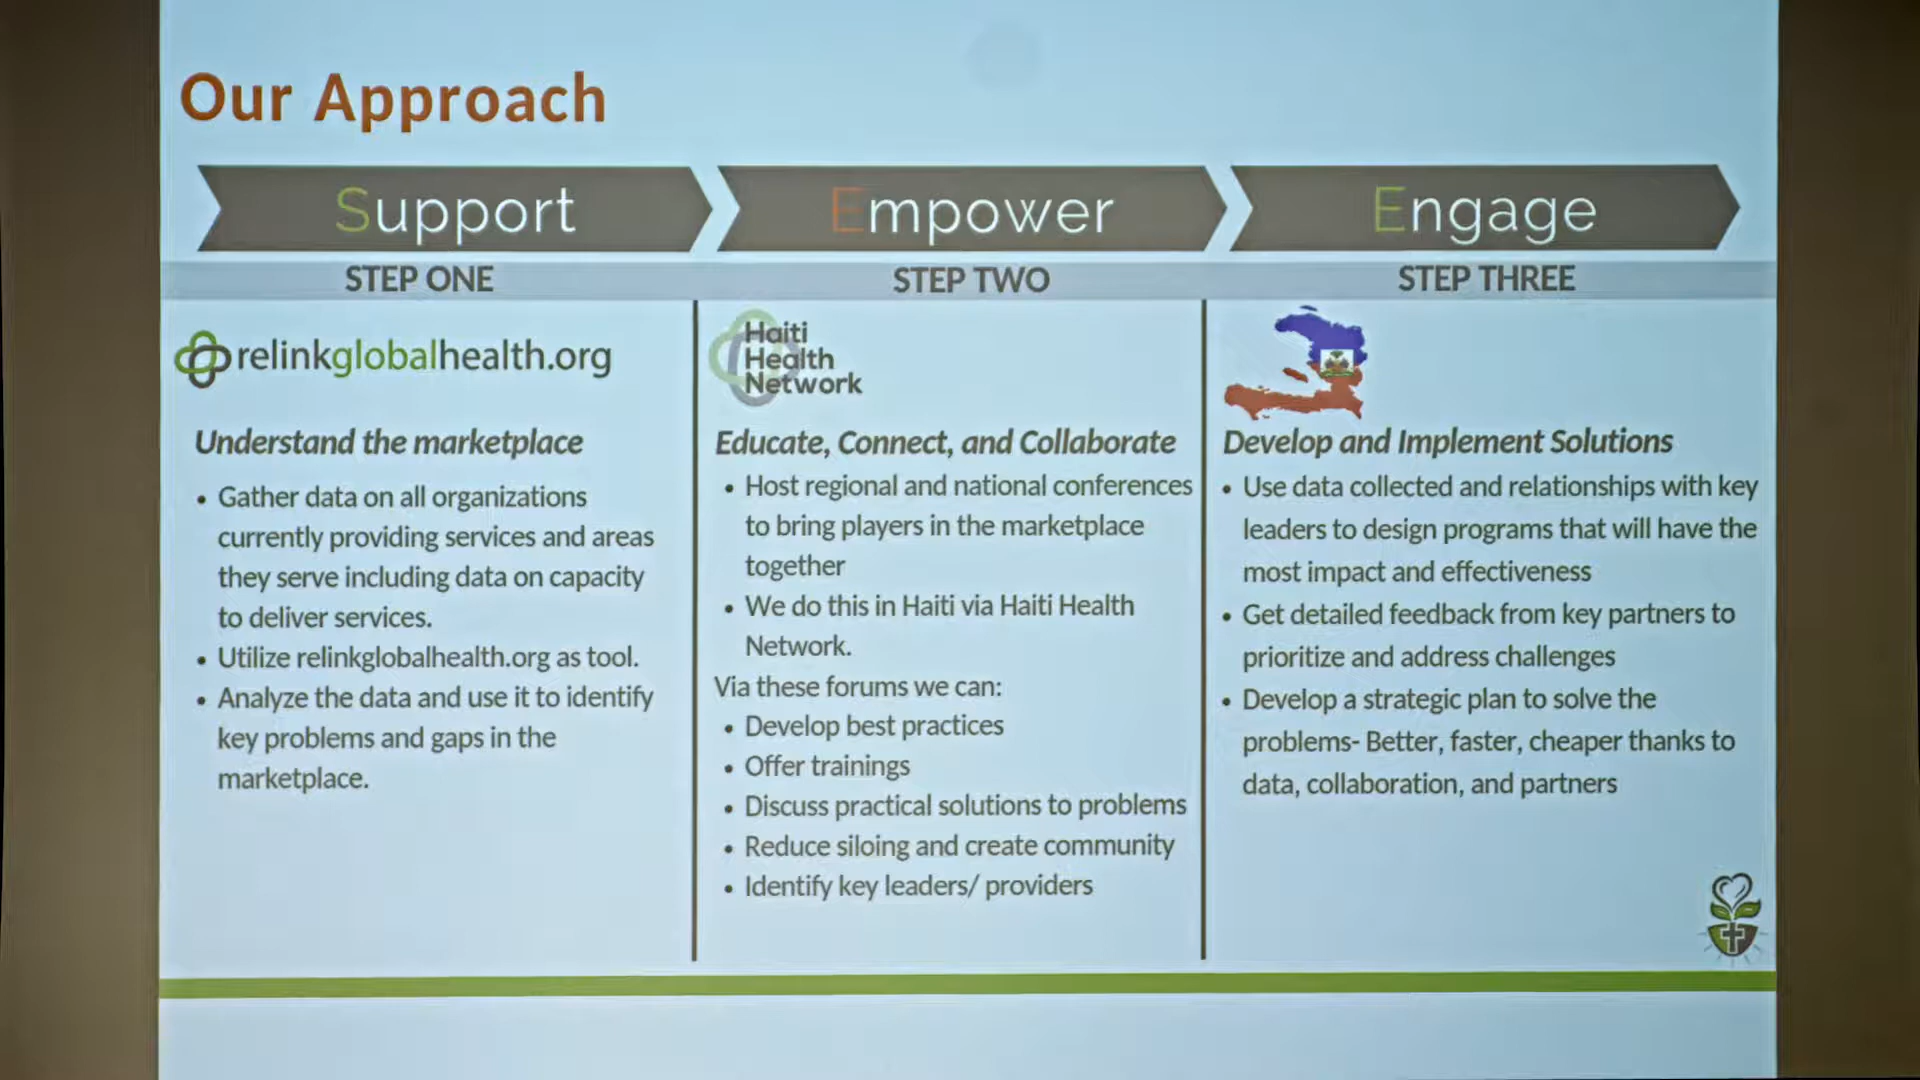 Our Approach
Support
Empower
Engage
STEP ONE
STEP TWO
STEP THREE
relinkglobalhealth.org
Understand the marketplace
• Gather data on all organizations
currently providing services and areas
they serve including data on capacity
to deliver services.
• Utilize relinkglobalhealth.org as tool.
• Analyze the data and use it to identify
key problems and gaps in the
marketplace.
Haiti
Health
Network
Educate, Connect, and Collaborate
• Host regional and national conferences
to bring players in the marketplace
together
• We do this in Haiti via Haiti Health
Network.
Via these forums we can:
• Develop best practices
• Offer trainings
• Discuss practical solutions to problems
• Reduce siloing and create community
• Identify key leaders/ providers
Develop and Implement Solutions
• Use data collected and relationships with key
leaders to design programs that will have the
most impact and effectiveness
• Get detailed feedback from key partners to
prioritize and address challenges
• Develop a strategic plan to solve the
problems- Better, faster, cheaper thanks to
data, collaboration, and partners